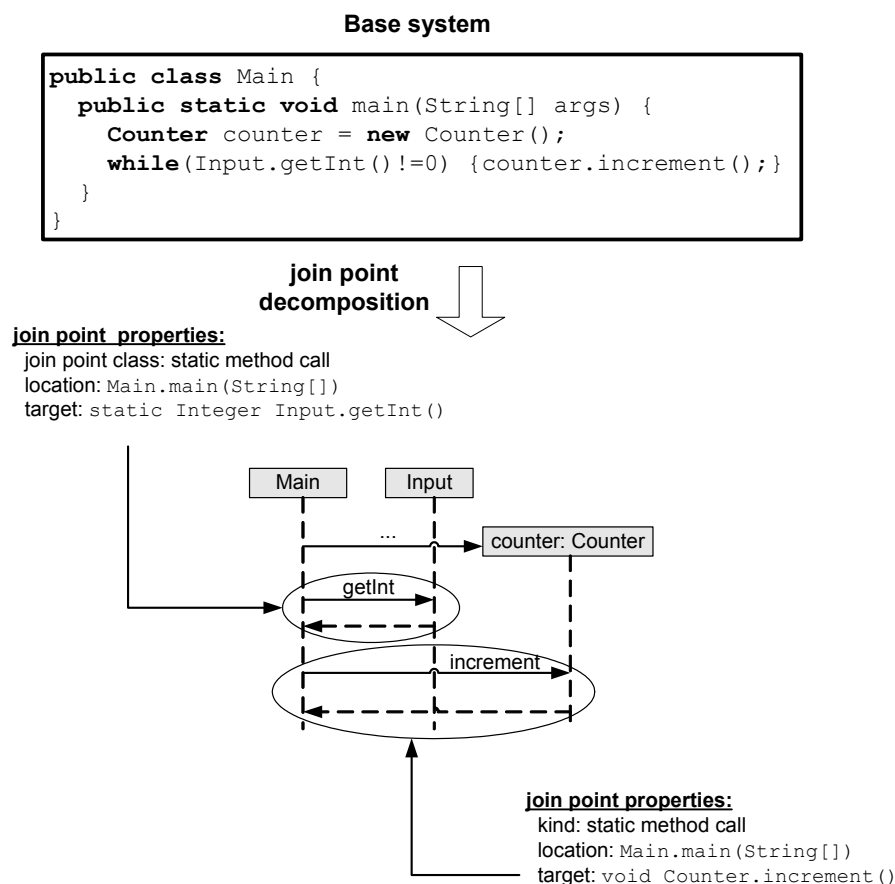 Base system
public class Main {
public static void main(String[] args) {
Counter counter = new Counter();
while(Input.getInt()!=0) {counter.increment();}
}
}
join point
decomposition
join point properties:
join point class: static method call
location: Main.main(String[])
target: static Integer Input.getInt()
Main
Input
...
counter: Counter
getInt
increment
join point properties:
kind: static method call
location: Main.main(String[])
target: void Counter.increment()